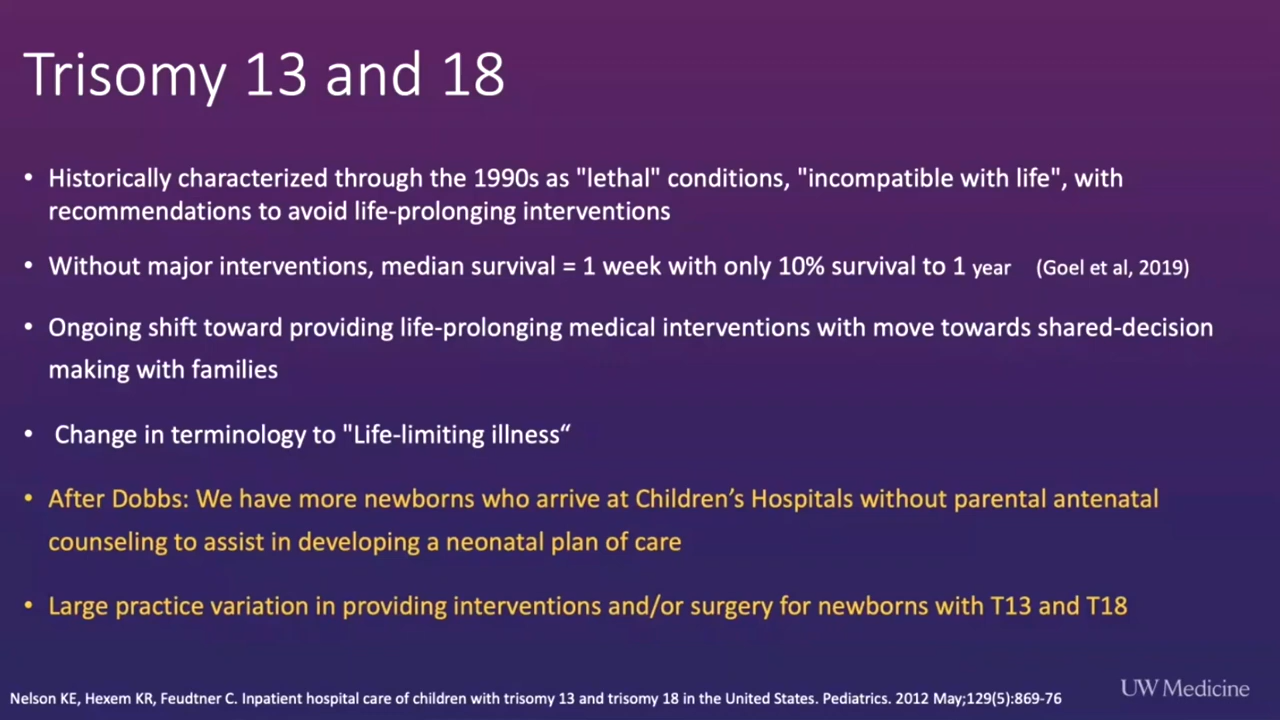 Trisomy 13 and 18
• Historically characterized through the 1990s as "lethal" conditions, "incompatible with life", with
recommendations to avoid life-prolonging interventions
• Without major interventions, median survival = 1 week with only 10% survival to 1 year (Goel et al, 2019)
• Ongoing shift toward providing life-prolonging medical interventions with move towards shared-decision
making with families
• Change in terminology to "Life-limiting illness“
• After Dobbs: We have more newborns who arrive at Children’s Hospitals without parental antenatal
counseling to assist in developing a neonatal plan of care
• Large practice variation in providing interventions and/or surgery for newborns with T13 and T18
Nelson KE, Hexem KR, Feudtner C. Inpatient hospital care of children with trisomy 13 and trisomy 18 in the United States. Pediatrics. 2012 May;129(5):869-76
UW Medicine